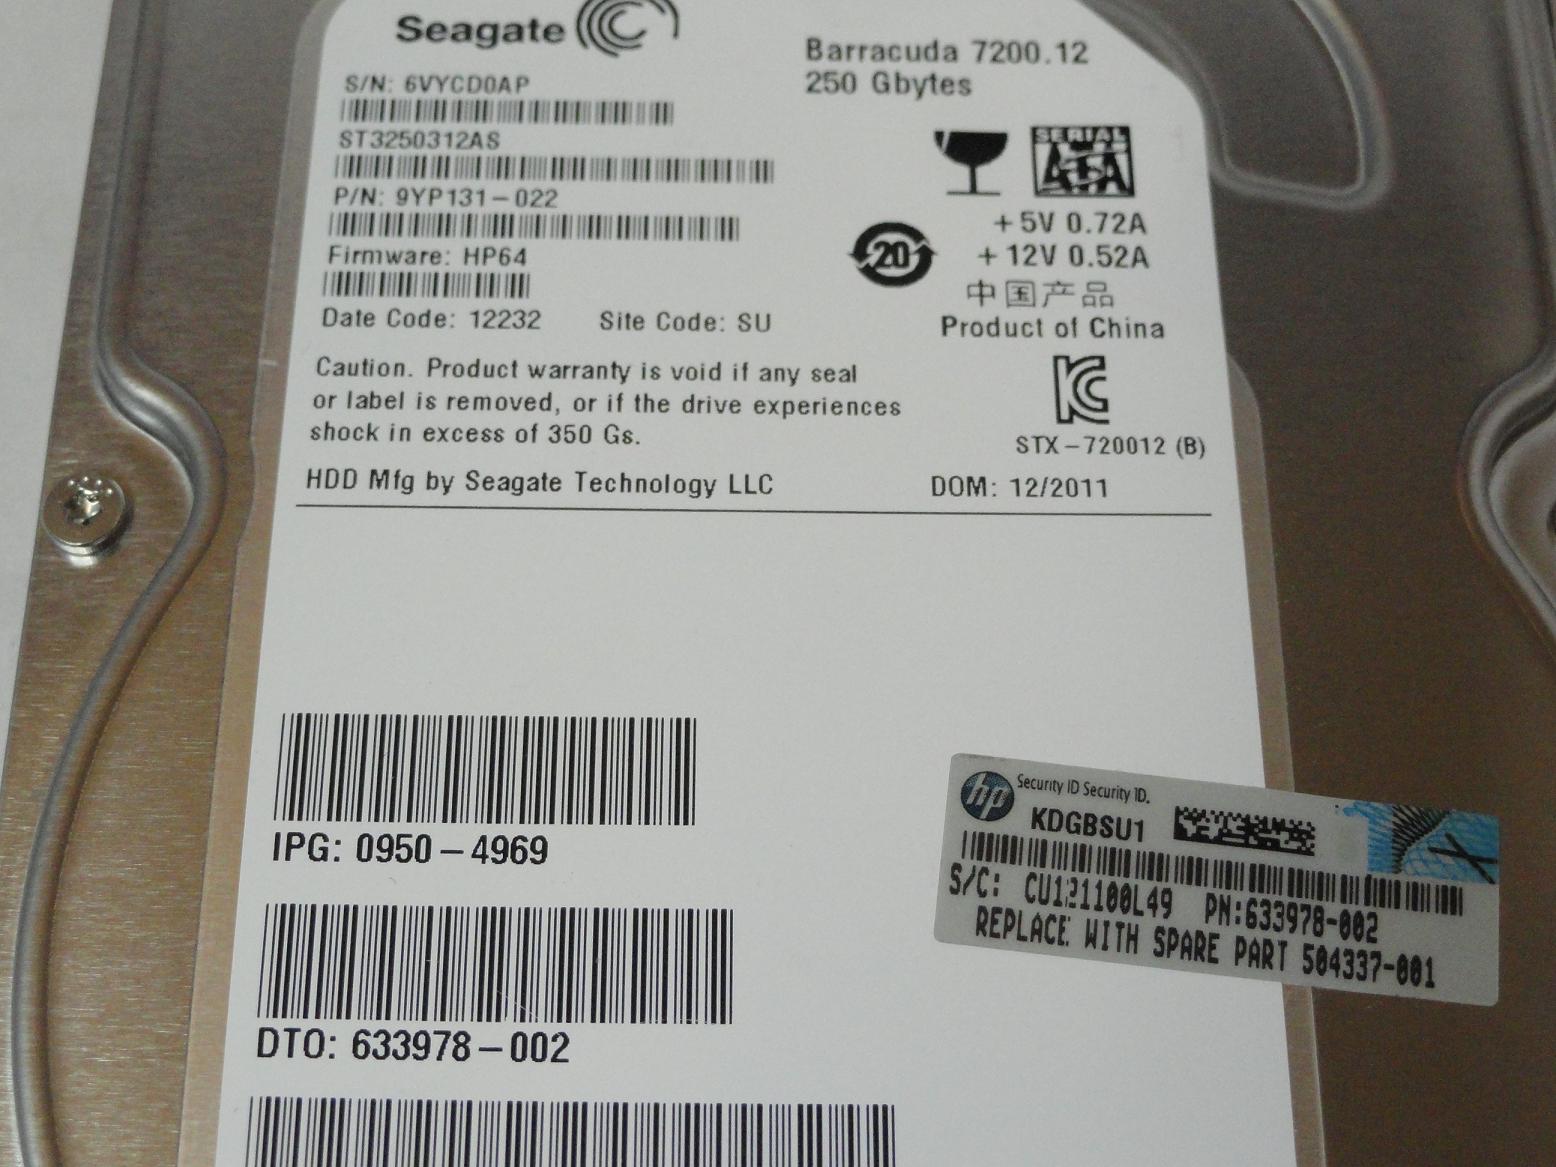 Seagate
Barracuda 7200.12
250 Gbytes
S/N: 6VYCD0AP
ST3250312AS
P/N: 9YP131-022
Firmware: HP64
Date Code: 12232 Site Code: SU
SERIAL
ATA
+5V 0.72A
+12V 0.52A
20
中国产品
Product of China
Caution. Product warranty is void if any seal
or label is removed, or if the drive experiences
shock in excess of 350 Gs.
STX-720012 (B)
HDD Mfg by Seagate Technology LLC
DOM: 12/2011
IPG: 0950-4969
DTO: 633978-002
hp Security ID Security ID.
KDGBSU1
S/C: CU121100L49 PN:633978-002
REPLACE WITH SPARE PART 504337-001